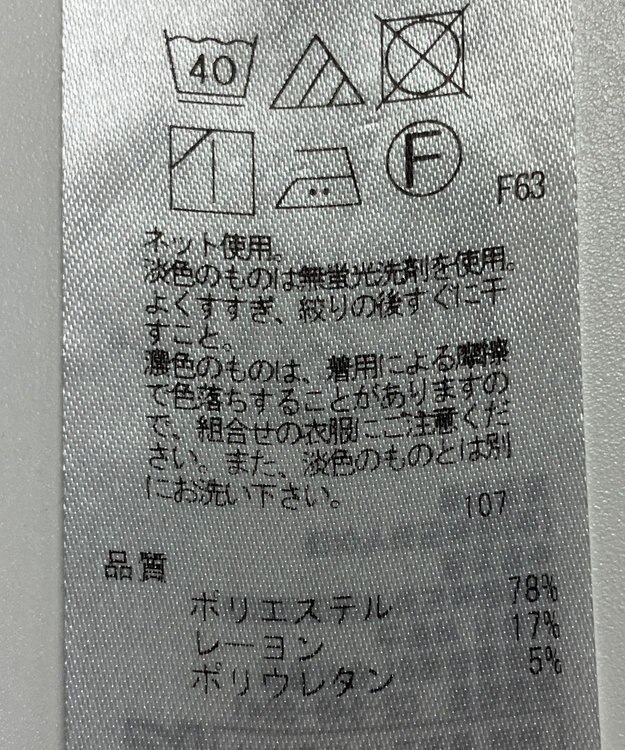 40
F
F63
ネット使用。
淡色のものは無蛍光洗剤を使用。
よくすすぎ、絞りの後すぐに干
すこと。
濃色のものは、着用による摩擦
で色落ちすることがありますの
で、組合せの衣服にご注意くだ
さい。また、淡色のものとは別
にお洗い下さい。
107
品質
ポリエステル 78%
レーヨン 17%
ポリウレタン 5%